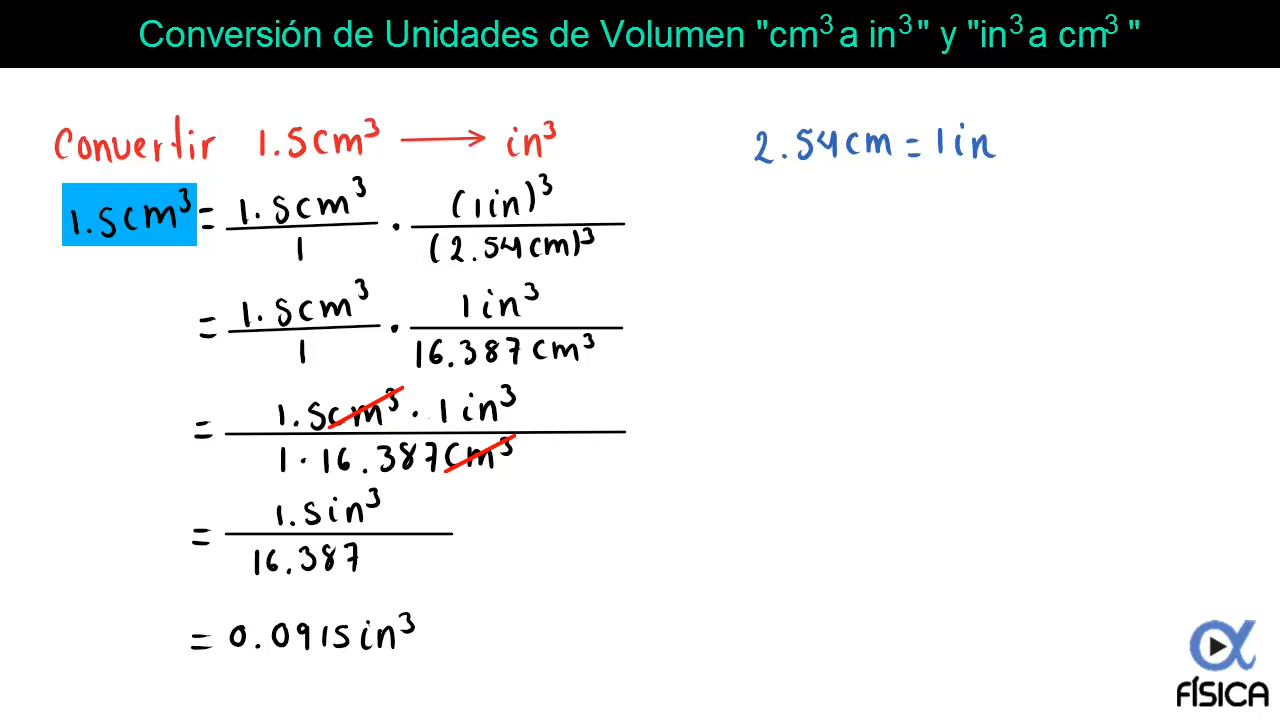 Conversión de Unidades de Volumen "cm³ a in³" y "in³ a cm³ "
Convertir 1.5cm³ → in³
2.54cm = 1in
1.5cm³ = 1.5cm³/1 · (1in)³/(2.54cm)³
= 1.5cm³/1 · 1in³/16.387cm³
= 1.5cm³ · 1in³/1 · 16.387cm³
= 1.5in³/16.387
= 0.0915in³
FÍSICA